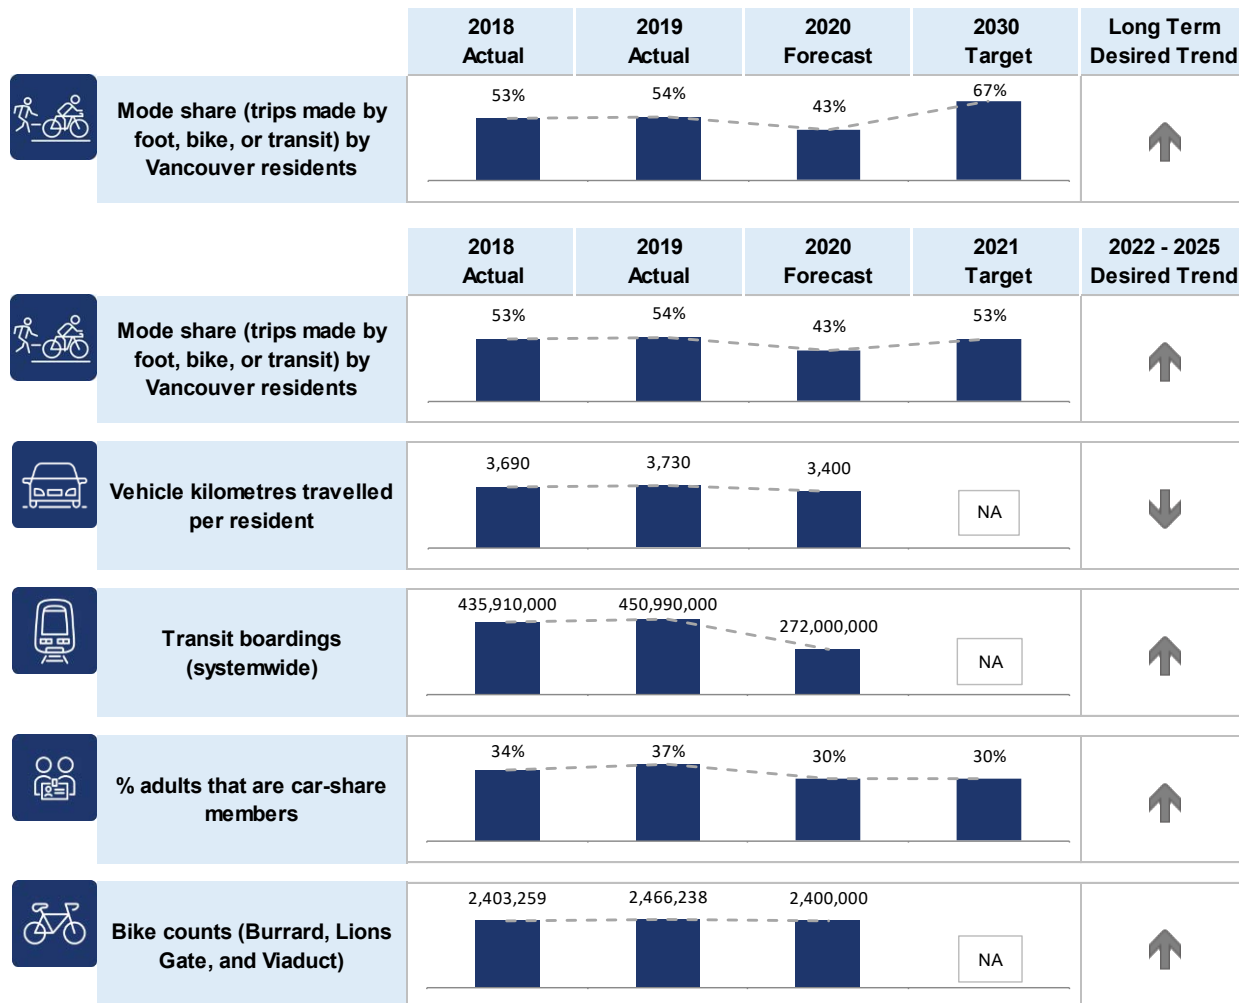 2018 2019 2020 2030 Long Term
Actual Actual Forecast Target Desired Trend
Mode share (trips made by
foot, bike, or transit) by
Vancouver residents
53% 54% 43% 67%
2018 2019 2020 2021 2022 - 2025
Actual Actual Forecast Target Desired Trend
Mode share (trips made by
foot, bike, or transit) by
Vancouver residents
53% 54% 43% 53%
Vehicle kilometres travelled
per resident
3,690 3,730 3,400 NA
Transit boardings
(systemwide)
435,910,000 450,990,000 272,000,000 NA
% adults that are car-share
members
34% 37% 30% 30%
Bike counts (Burrard, Lions
Gate, and Viaduct)
2,403,259 2,466,238 2,400,000 NA